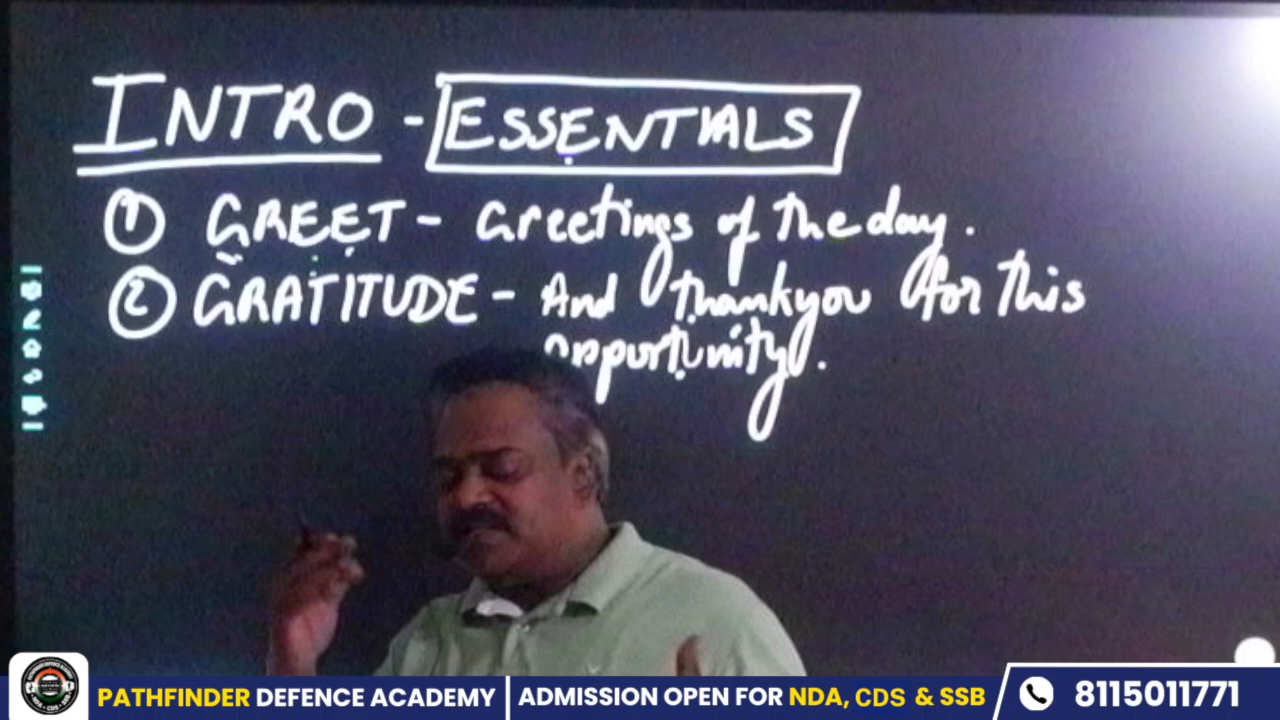 INTRO - ESSENTIALS
① GREET - Greetings of the day.
② GRATITUDE - And thankyou for this
opportunity.
PATHFINDER DEFENCE ACADEMY
ADMISSION OPEN FOR NDA, CDS & SSB
8115011771